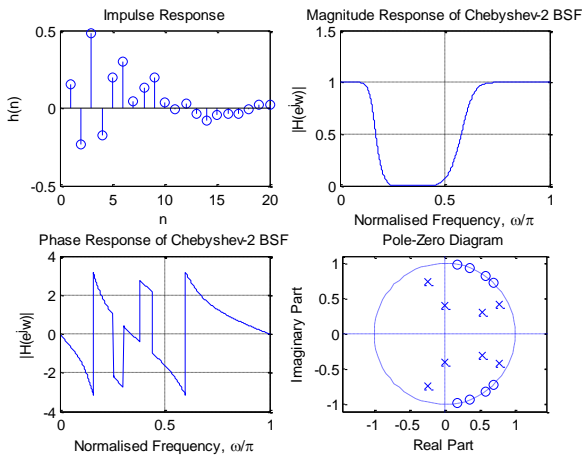 Impulse Response
0.5
0
-0.5
0 5 10 15 20
h(n)
n
Magnitude Response of Chebyshev-2 BSF
1.5
1
0.5
0
0 0.5 1
|H(e^jw)|
Normalised Frequency, ω/π
Phase Response of Chebyshev-2 BSF
4
2
0
-2
-4
0 0.5 1
|H(e^jw)|
Normalised Frequency, ω/π
Pole-Zero Diagram
1
0.5
0
-0.5
-1
-1 -0.5 0 0.5 1
Imaginary Part
Real Part